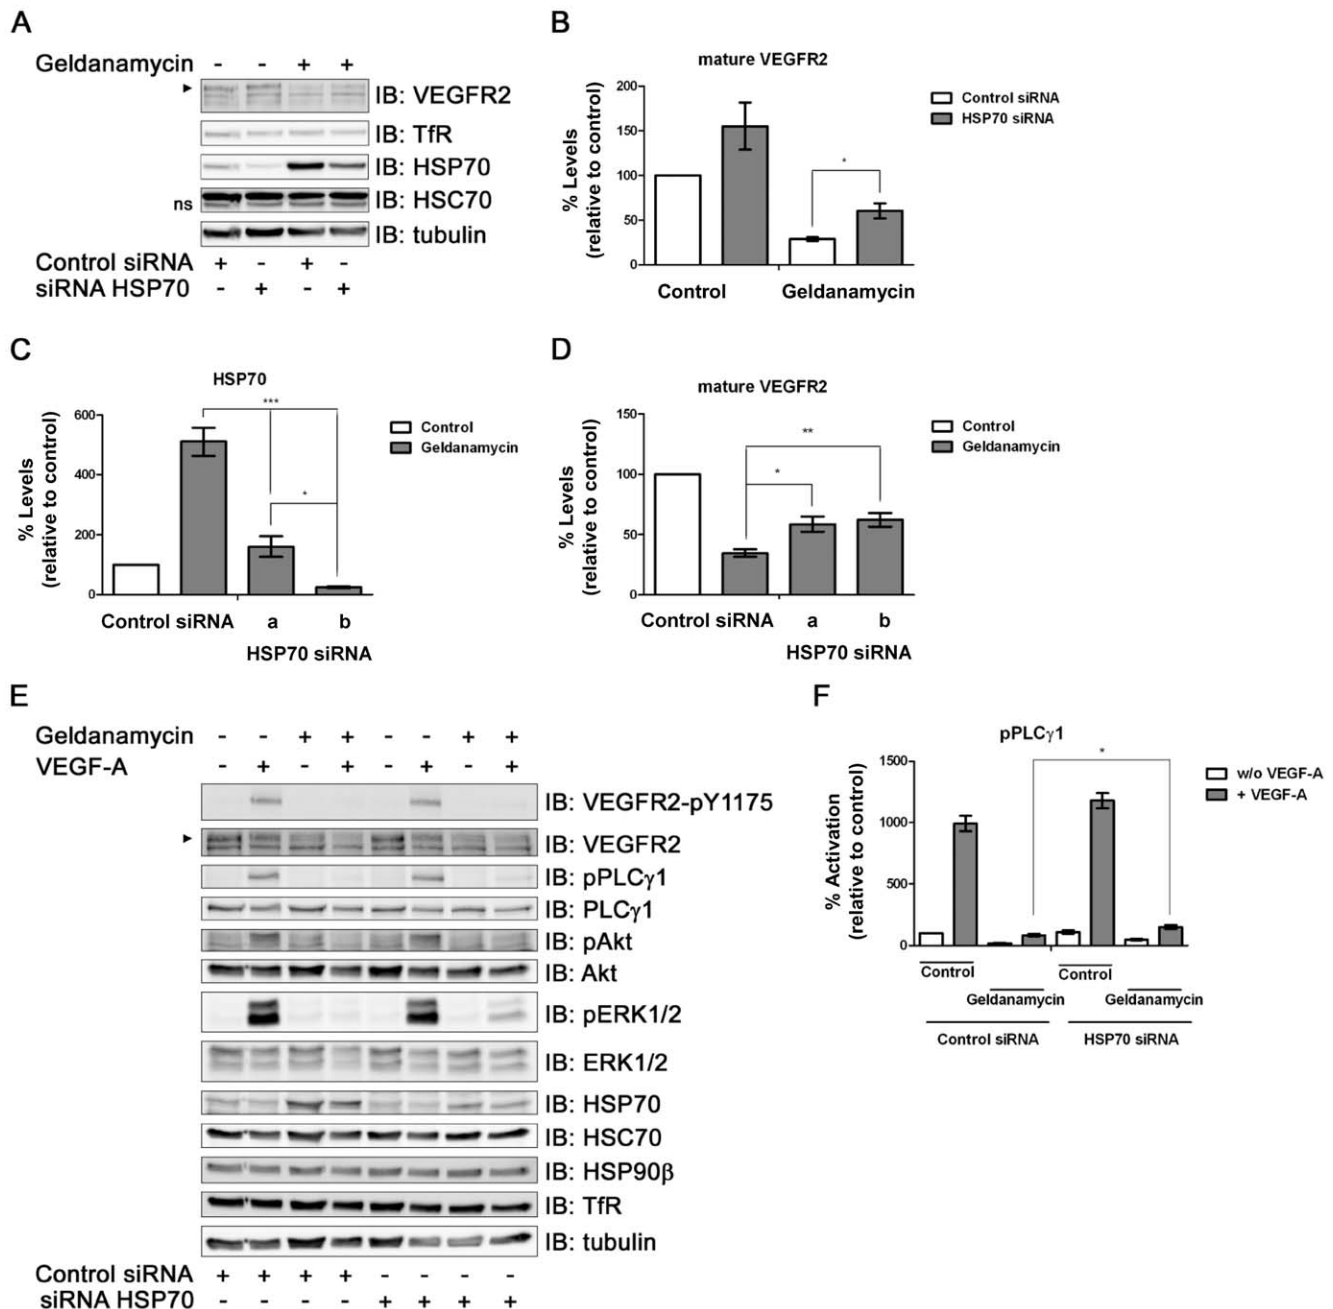 A
Geldanamycin - - + +
IB: VEGFR2
IB: TfR
IB: HSP70
ns IB: HSC70
IB: tubulin
Control siRNA + - + -
siRNA HSP70 - + - +
B
mature VEGFR2
% Levels
(relative to control)
200
150
100
50
0
Control Geldanamycin
*
Control siRNA
HSP70 siRNA
C
HSP70
% Levels
(relative to control)
600
400
200
0
***
*
Control
Geldanamycin
Control siRNA a b
HSP70 siRNA
D
mature VEGFR2
% Levels
(relative to control)
150
100
50
0
**
*
Control
Geldanamycin
Control siRNA a b
HSP70 siRNA
E
Geldanamycin - - + + - - + +
VEGF-A - + - + - + - +
IB: VEGFR2-pY1175
IB: VEGFR2
IB: pPLCγ1
IB: PLCγ1
IB: pAkt
IB: Akt
IB: pERK1/2
IB: ERK1/2
IB: HSP70
IB: HSC70
IB: HSP90β
IB: TfR
IB: tubulin
Control siRNA + + + + - - - -
siRNA HSP70 - - - - + + + +
F
pPLCγ1
% Activation
(relative to control)
1500
1000
500
0
*
w/o VEGF-A
+ VEGF-A
Control Control
Geldanamycin Geldanamycin
Control siRNA HSP70 siRNA